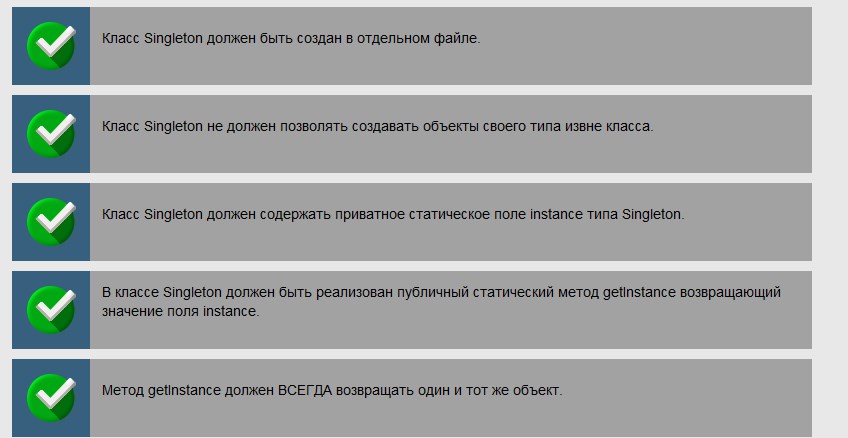 Класс Singleton должен быть создан в отдельном файле.
Класс Singleton не должен позволять создавать объекты своего типа извне класса.
Класс Singleton должен содержать приватное статическое поле instance типа Singleton.
В классе Singleton должен быть реализован публичный статический метод getInstance возвращающий
значение поля instance.
Метод getInstance должен ВСЕГДА возвращать один и тот же объект.